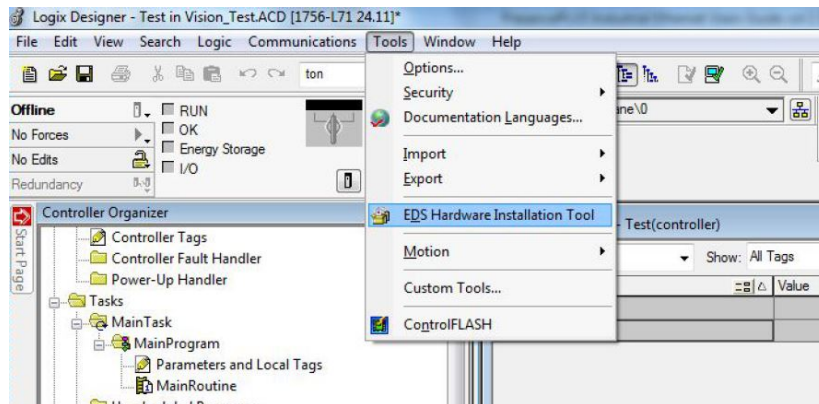 Logix Designer - Test in Vision_Test.ACD [1756-L71 24.11]*
File Edit View Search Logic Communications Tools Window Help
ton
Offline
RUN
No Forces
OK
No Edits
Energy Storage
Redundancy
I/O
Options...
Security
Documentation Languages...
Import
Export
EDS Hardware Installation Tool
Motion
Custom Tools...
ControlFLASH
ane\0
Start Page
Controller Organizer
Controller Tags
Controller Fault Handler
Power-Up Handler
Tasks
MainTask
MainProgram
Parameters and Local Tags
MainRoutine
- Test(controller)
Show: All Tags
Value